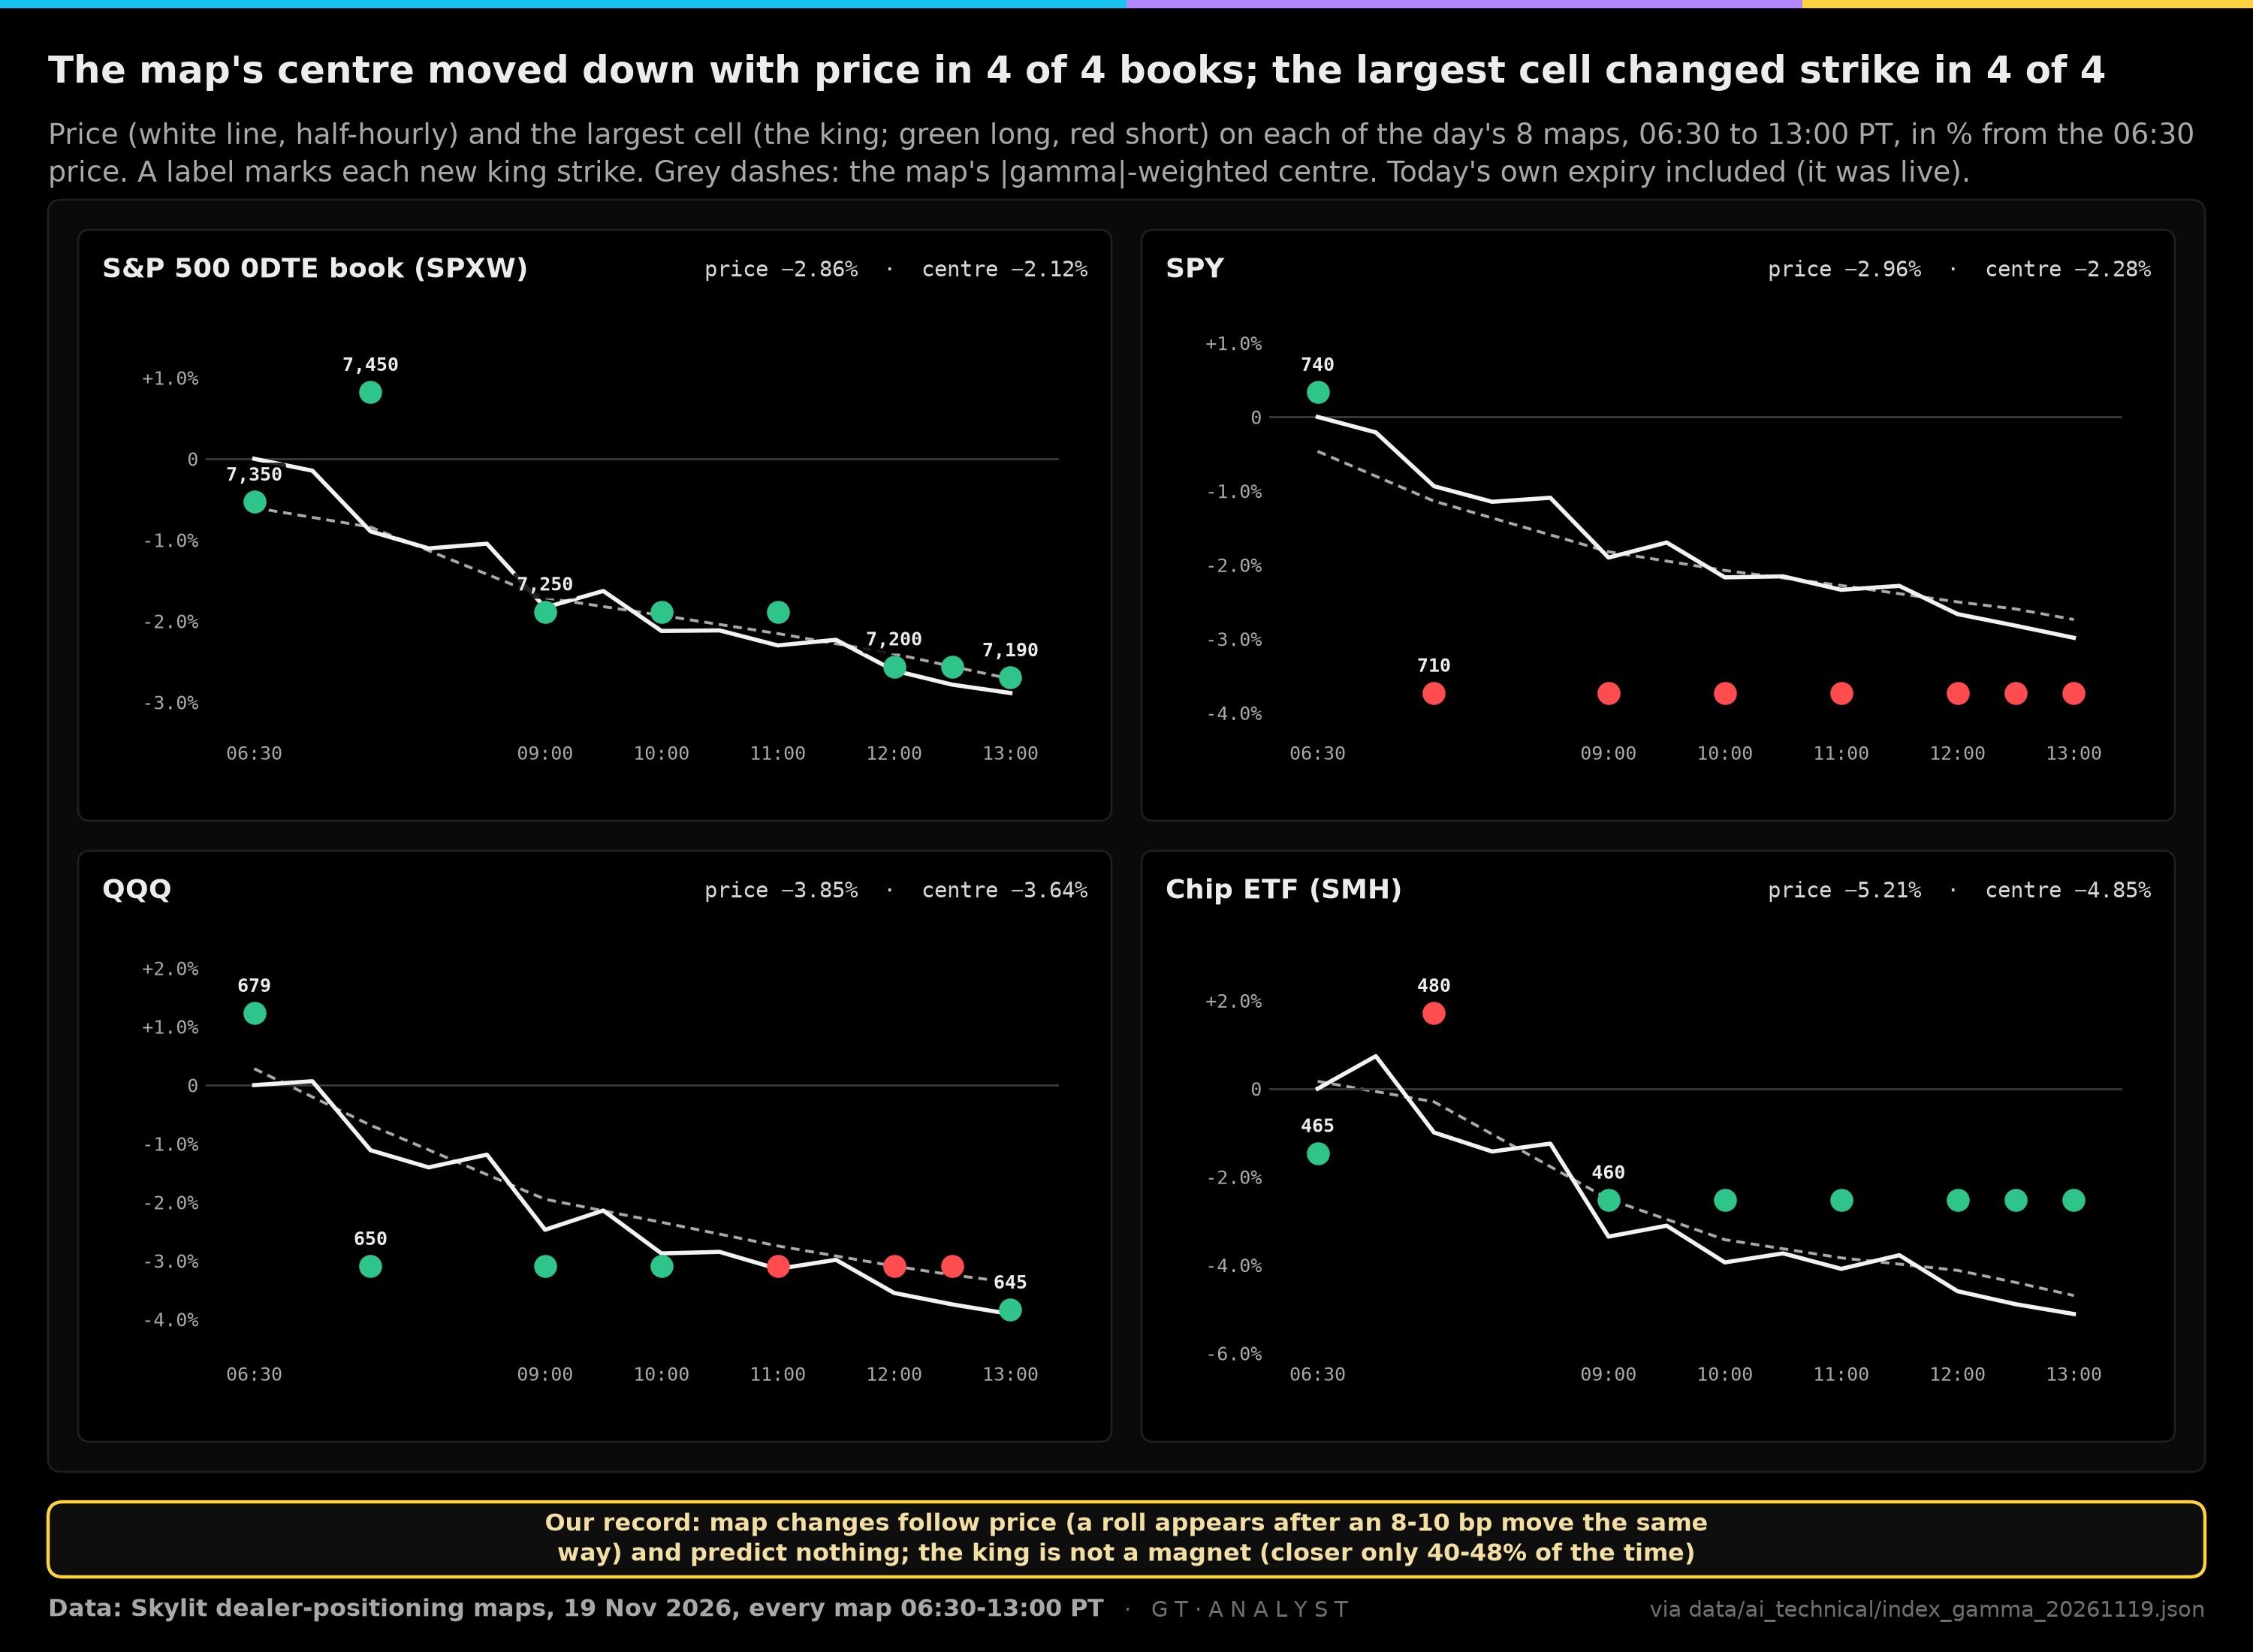 The map's centre moved down with price in 4 of 4 books; the largest cell changed strike in 4 of 4
Price (white line, half-hourly) and the largest cell (the king; green long, red short) on each of the day's 8 maps, 06:30 to 13:00 PT, in % from the 06:30
price. A label marks each new king strike. Grey dashes: the map's |gamma|-weighted centre. Today's own expiry included (it was live).
S&P 500 0DTE book (SPXW)
price −2.86% · centre −2.12%
7,450
+1.0%
0
7,350
-1.0%
7,250
-2.0%
7,200
7,190
-3.0%
06:30 09:00 10:00 11:00 12:00 13:00
SPY
price −2.96% · centre −2.28%
+1.0%
740
0
-1.0%
-2.0%
-3.0%
710
-4.0%
06:30 09:00 10:00 11:00 12:00 13:00
QQQ
price −3.85% · centre −3.64%
+2.0%
679
+1.0%
0
-1.0%
-2.0%
650
-3.0%
645
-4.0%
06:30 09:00 10:00 11:00 12:00 13:00
Chip ETF (SMH)
price −5.21% · centre −4.85%
480
+2.0%
0
465
460
-2.0%
-4.0%
-6.0%
06:30 09:00 10:00 11:00 12:00 13:00
Our record: map changes follow price (a roll appears after an 8-10 bp move the same
way) and predict nothing; the king is not a magnet (closer only 40-48% of the time)
Data: Skylit dealer-positioning maps, 19 Nov 2026, every map 06:30-13:00 PT · GT·ANALYST
via data/ai_technical/index_gamma_20261119.json